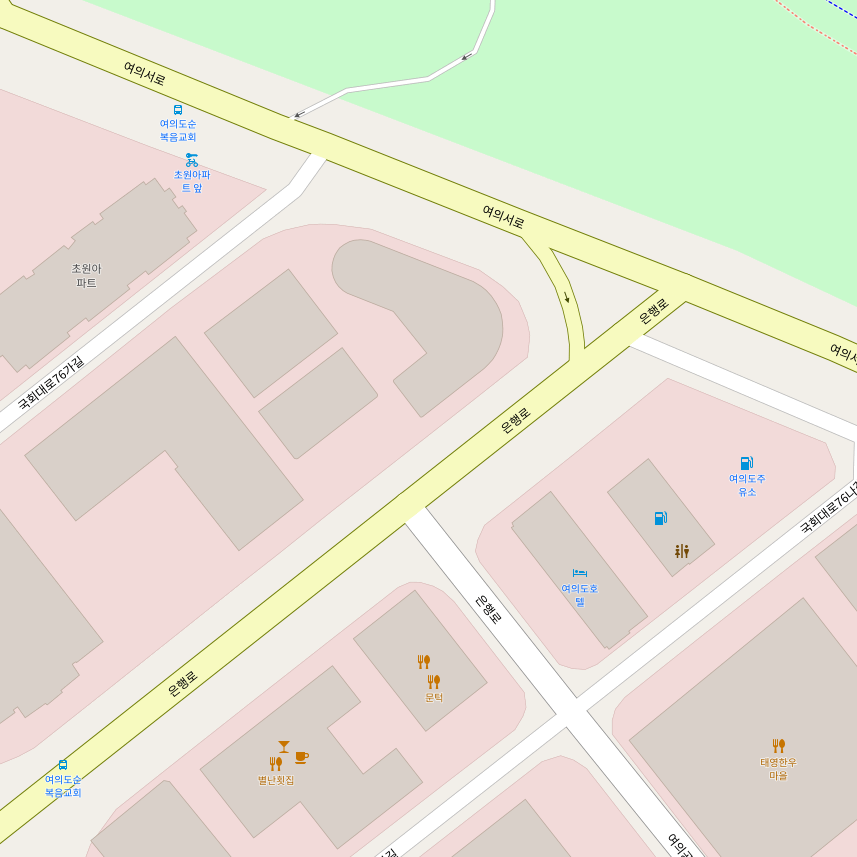 여의서로
여의도순
복음교회
초원아파
트 앞
여의서로
초원아
파트
은행로
여의서
국회대로76가길
은행로
여의도주
유소
국회대로76나
여의도호
텔
은행로
은행로
운턱
별난횟집
태영한우
마을
여의도순
복음교회